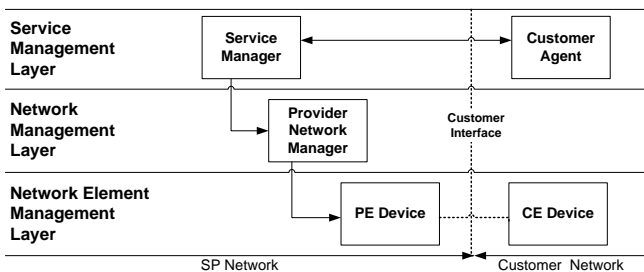 Service
Management
Layer
Service
Manager
Customer
Agent
Network
Management
Layer
Provider
Network
Manager
Customer
Interface
Network Element
Management
Layer
PE Device
CE Device
SP Network
Customer Network